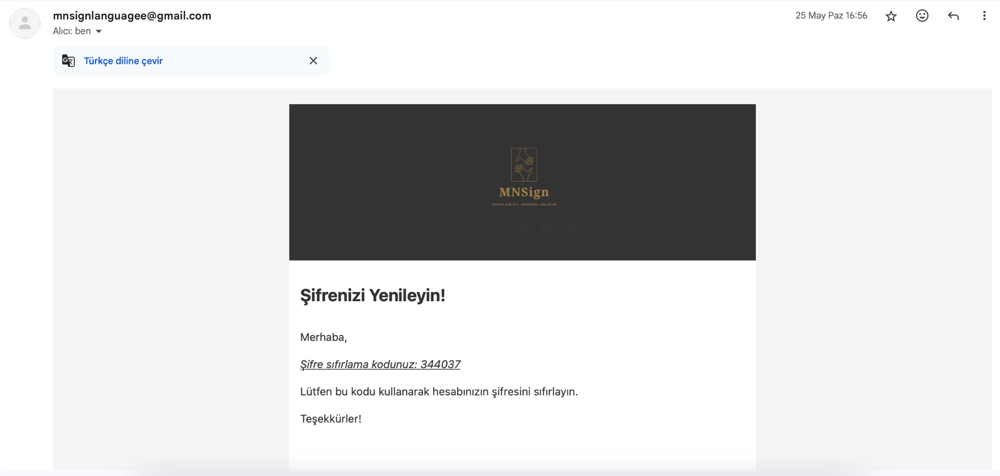 mnsignlanguagee@gmail.com
25 May Paz 16:56
Alıcı: ben
Türkçe diline çevir
MNSign
SESSIZ BIR DIL, EVRENSEL ANLATIM
Şifrenizi Yenileyin!
Merhaba,
Şifre sıfırlama kodunuz: 344037
Lütfen bu kodu kullanarak hesabınızın şifresini sıfırlayın.
Teşekkürler!